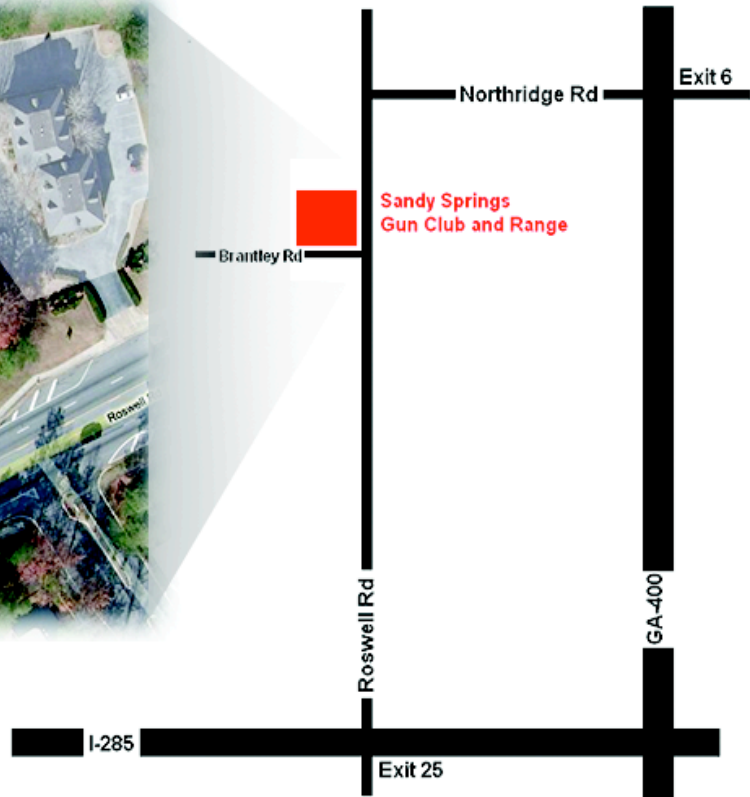 Exit 6
Northridge Rd
Sandy Springs
Gun Club and Range
Brantley Rd
Roswell
Roswell Rd
GA-400
I-285
Exit 25